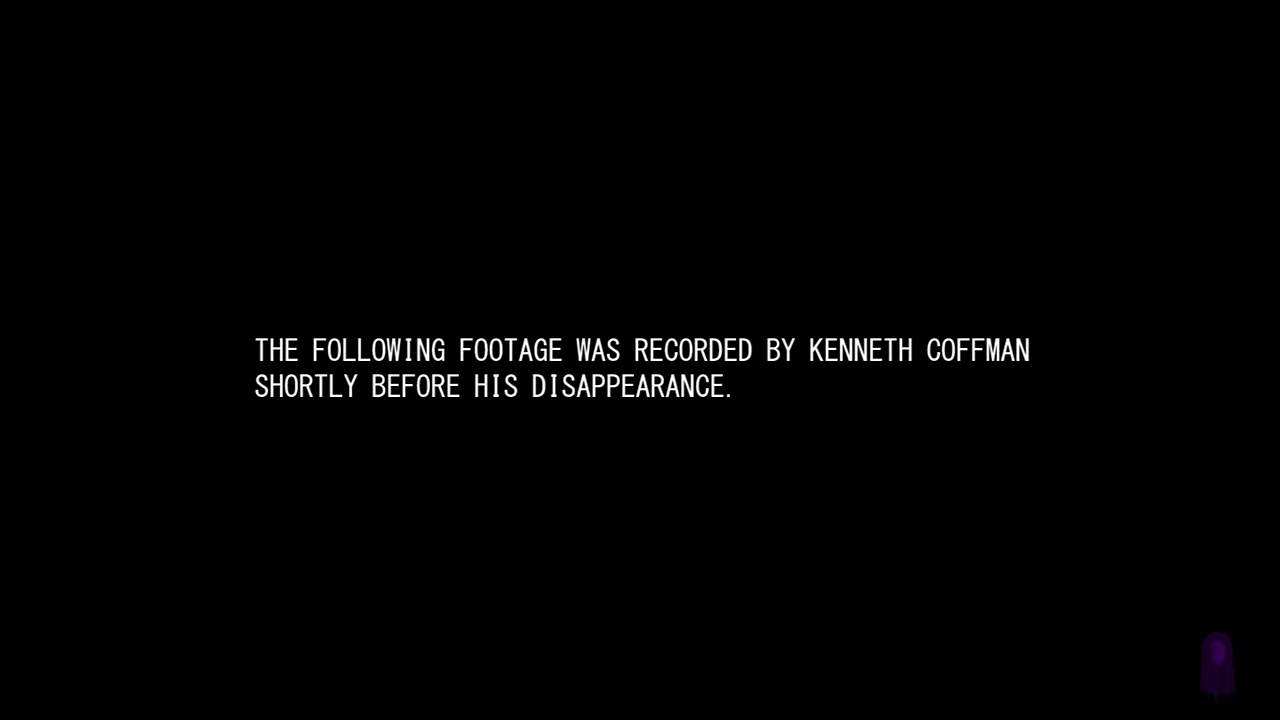 THE FOLLOWING FOOTAGE WAS RECORDED BY KENNETH COFFMAN
SHORTLY BEFORE HIS DISAPPEARANCE.